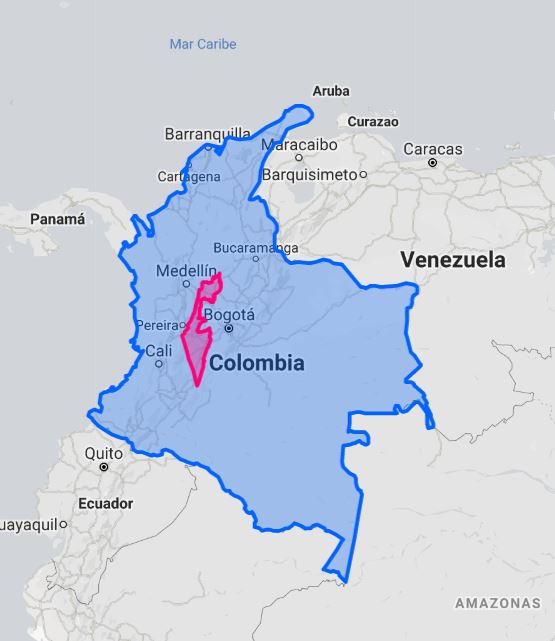 Mar Caribe
Aruba
Curazao
Barranquilla
Maracaibo
Caracas
Cartagena
Barquisimeto
Panamá
Bucaramanga
Venezuela
Medellín
Pereira
Bogotá
Cali
Colombia
Quito
Ecuador
uayaquil
AMAZONAS